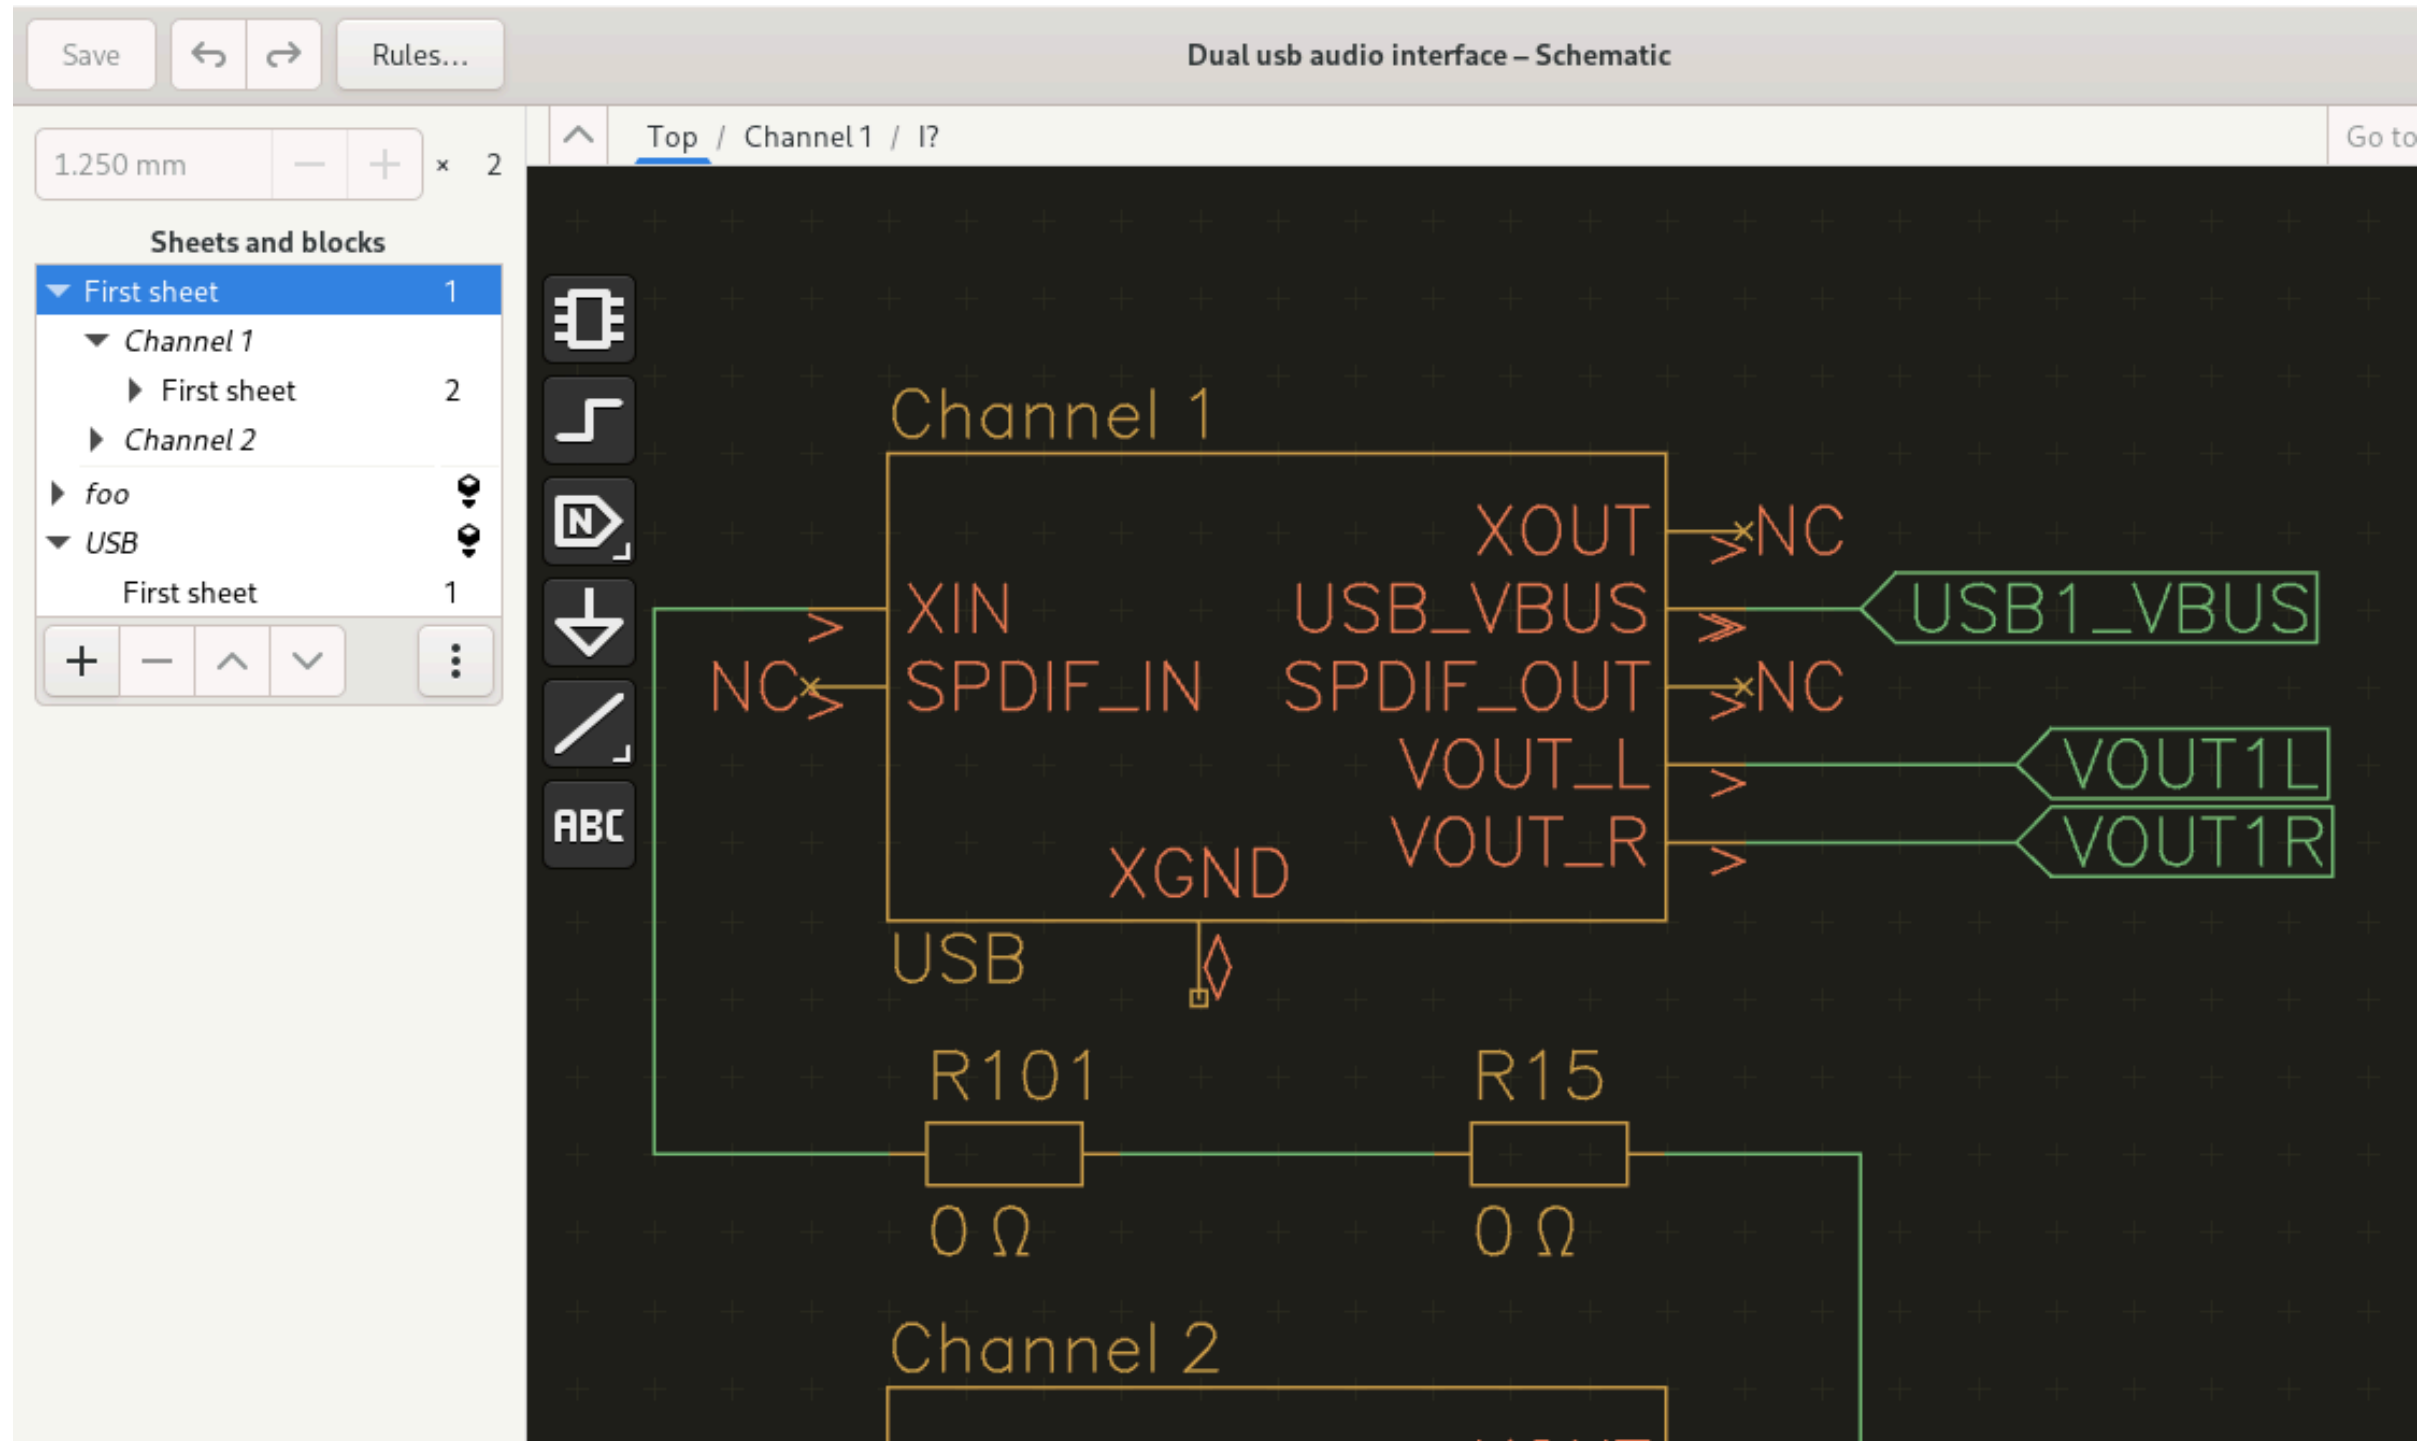 Save Rules... Dual usb audio interface – Schematic
1.250 mm × 2
Top / Channel 1 / I?
Go to
Sheets and blocks
First sheet 1
Channel 1
First sheet 2
Channel 2
foo
USB
First sheet 1
N
ABC
Channel 1
XOUT NC
XIN USB_VBUS USB1_VBUS
NC SPDIF_IN SPDIF_OUT NC
VOUT_L VOUT1L
VOUT_R VOUT1R
XGND
USB
R101 R15
0 Ω 0 Ω
Channel 2